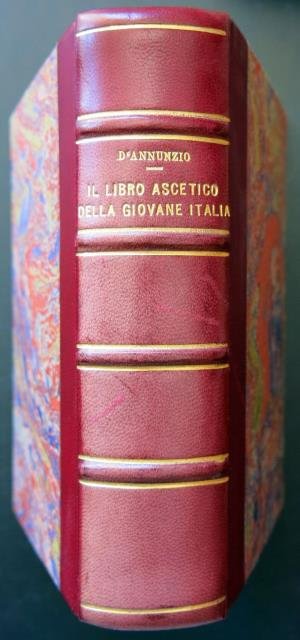 D'ANNUNZIO
IL LIBRO ASCETICO
DELLA GIOVANE ITALIA